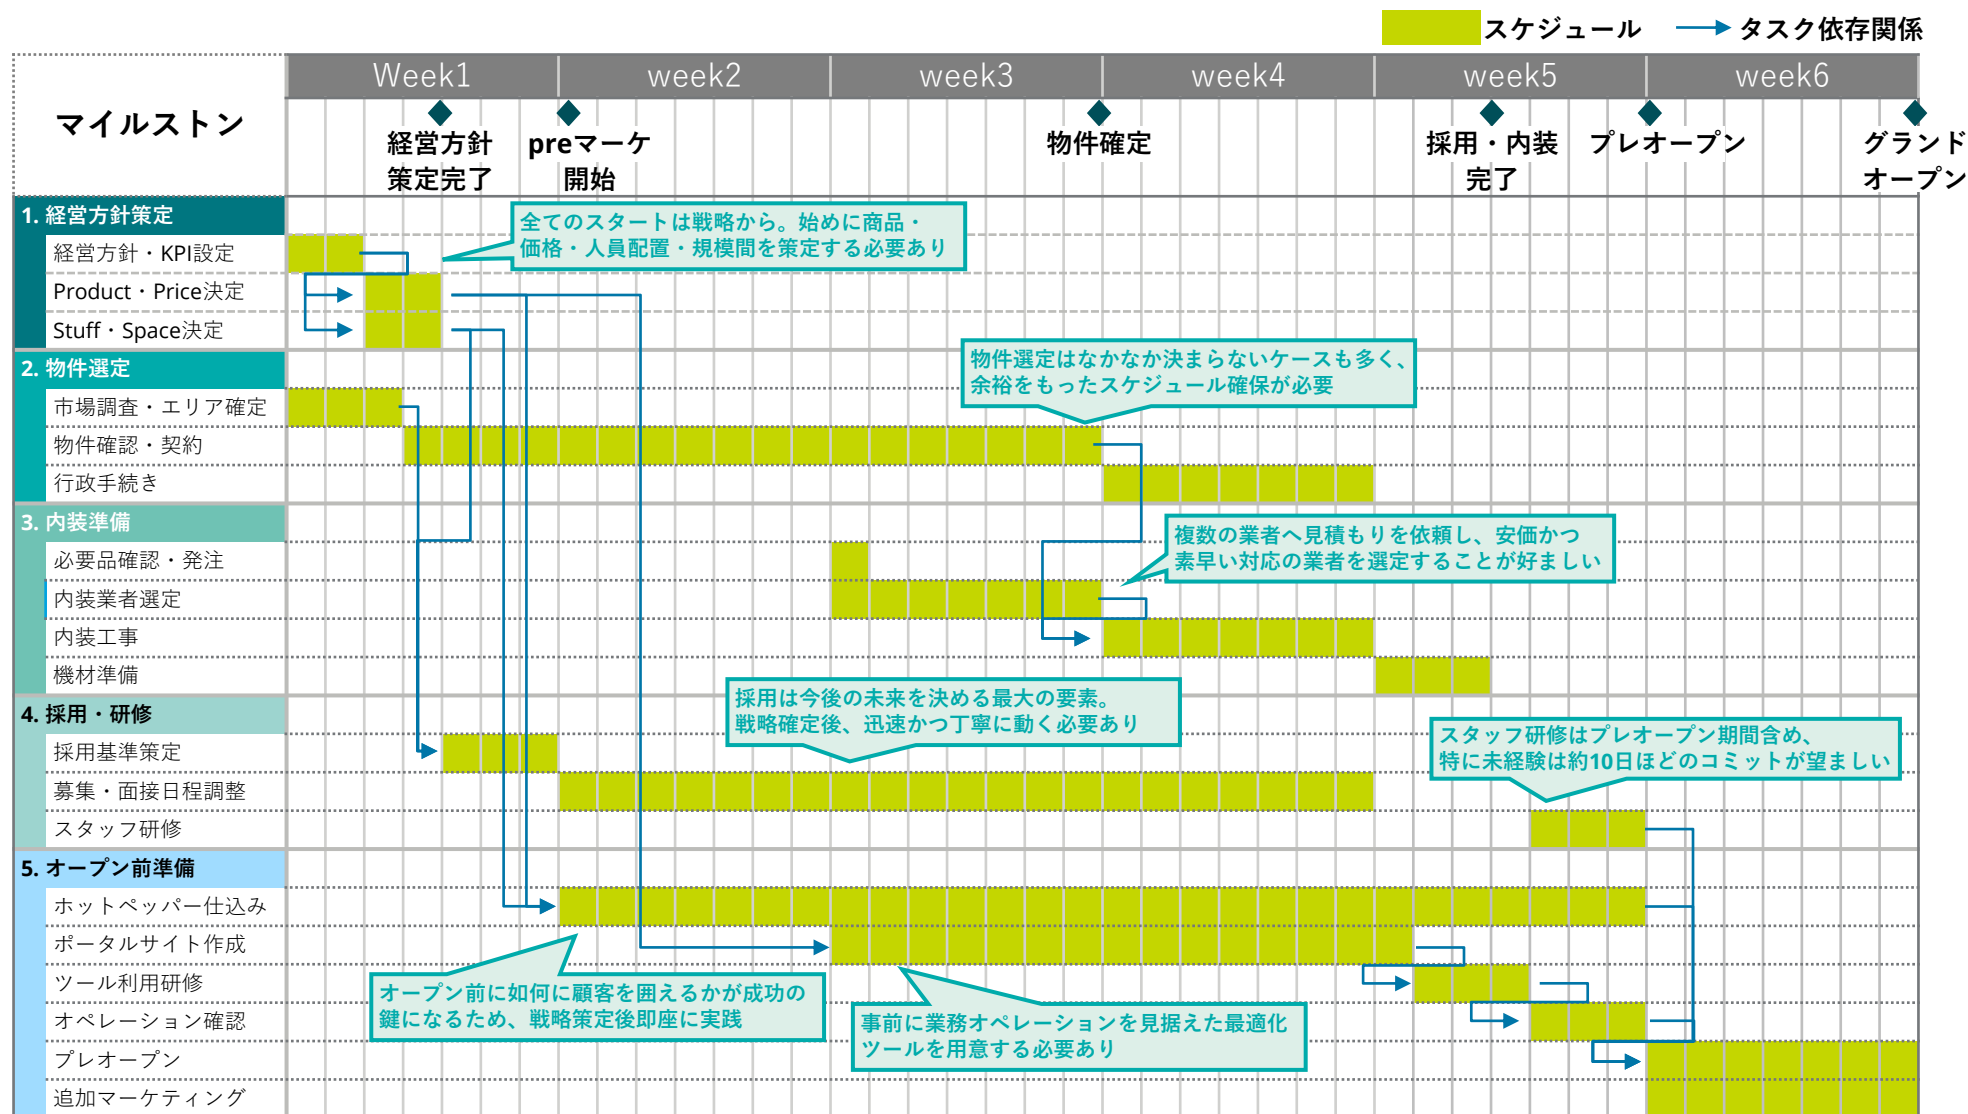 スケジュール
タスク依存関係
マイルストン
Week1
week2
week3
week4
week5
week6
経営方針
策定完了
preマーケ
開始
物件確定
採用・内装
完了
プレオープン
グランド
オープン
1. 経営方針策定
経営方針・KPI設定
Product・Price決定
Stuff・Space決定
全てのスタートは戦略から。始めに商品・
価格・人員配置・規模間を策定する必要あり
2. 物件選定
市場調査・エリア確定
物件確認・契約
行政手続き
物件選定はなかなか決まらないケースも多く、
余裕をもったスケジュール確保が必要
3. 内装準備
必要品確認・発注
内装業者選定
内装工事
機材準備
複数の業者へ見積もりを依頼し、安価かつ
素早い対応の業者を選定することが好ましい
4. 採用・研修
採用基準策定
募集・面接日程調整
スタッフ研修
採用は今後の未来を決める最大の要素。
戦略確定後、迅速かつ丁寧に動く必要あり
スタッフ研修はプレオープン期間含め、
特に未経験は約10日ほどのコミットが望ましい
5. オープン前準備
ホットペッパー仕込み
ポータルサイト作成
ツール利用研修
オペレーション確認
プレオープン
追加マーケティング
オープン前に如何に顧客を囲えるかが成功の
鍵になるため、戦略策定後即座に実践
事前に業務オペレーションを見据えた最適化
ツールを用意する必要あり